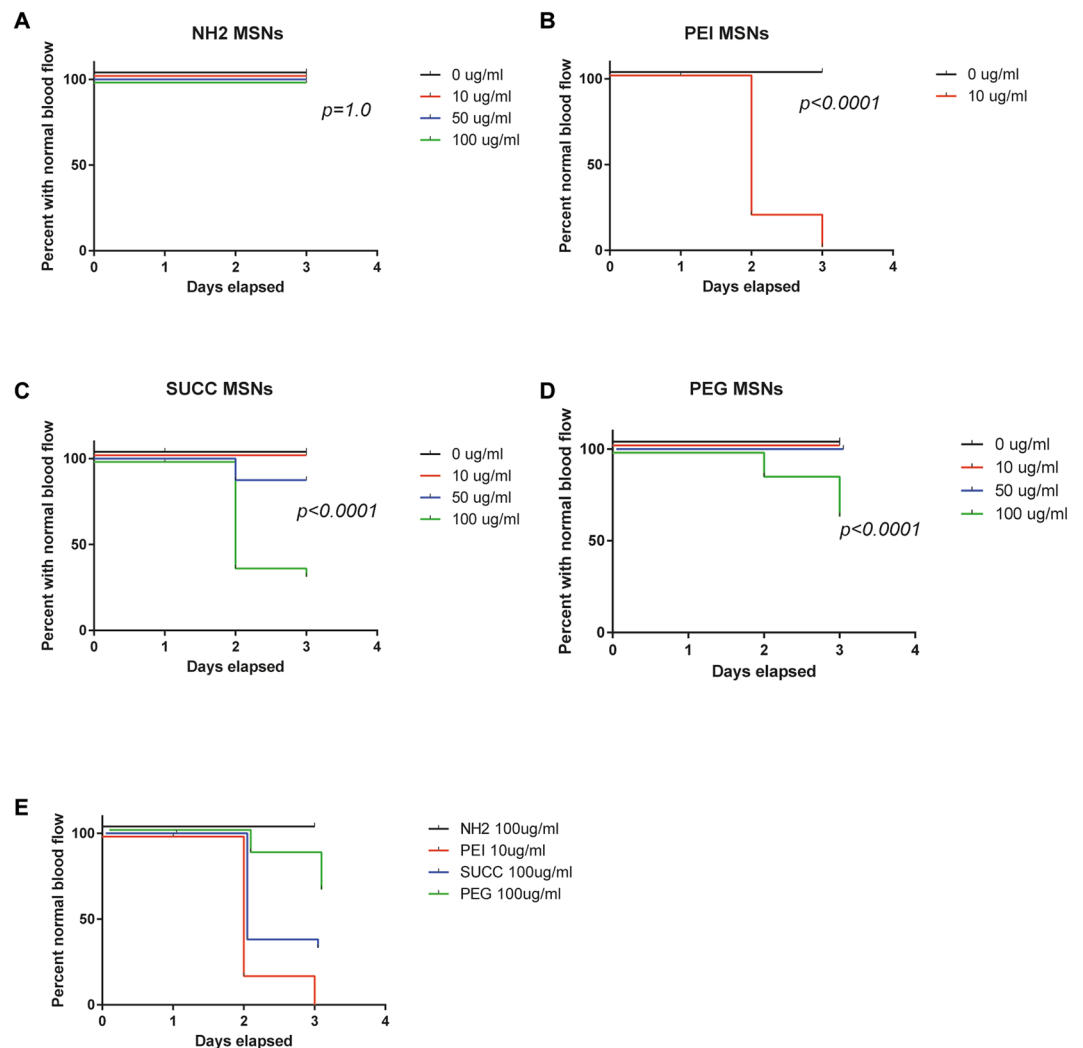 A
NH2 MSNs
Percent with normal blood flow
100
50
0
0 1 2 3 4
Days elapsed
p=1.0
0 ug/ml
10 ug/ml
50 ug/ml
100 ug/ml
B
PEI MSNs
Percent normal blood flow
100
50
0
0 1 2 3 4
Days elapsed
p<0.0001
0 ug/ml
10 ug/ml
C
SUCC MSNs
Percent with normal blood flow
100
50
0
0 1 2 3 4
Days elapsed
p<0.0001
0 ug/ml
10 ug/ml
50 ug/ml
100 ug/ml
D
PEG MSNs
Percent with normal blood flow
100
50
0
0 1 2 3 4
Days elapsed
p<0.0001
0 ug/ml
10 ug/ml
50 ug/ml
100 ug/ml
E
Percent normal blood flow
100
50
0
0 1 2 3 4
Days elapsed
NH2 100ug/ml
PEI 10ug/ml
SUCC 100ug/ml
PEG 100ug/ml